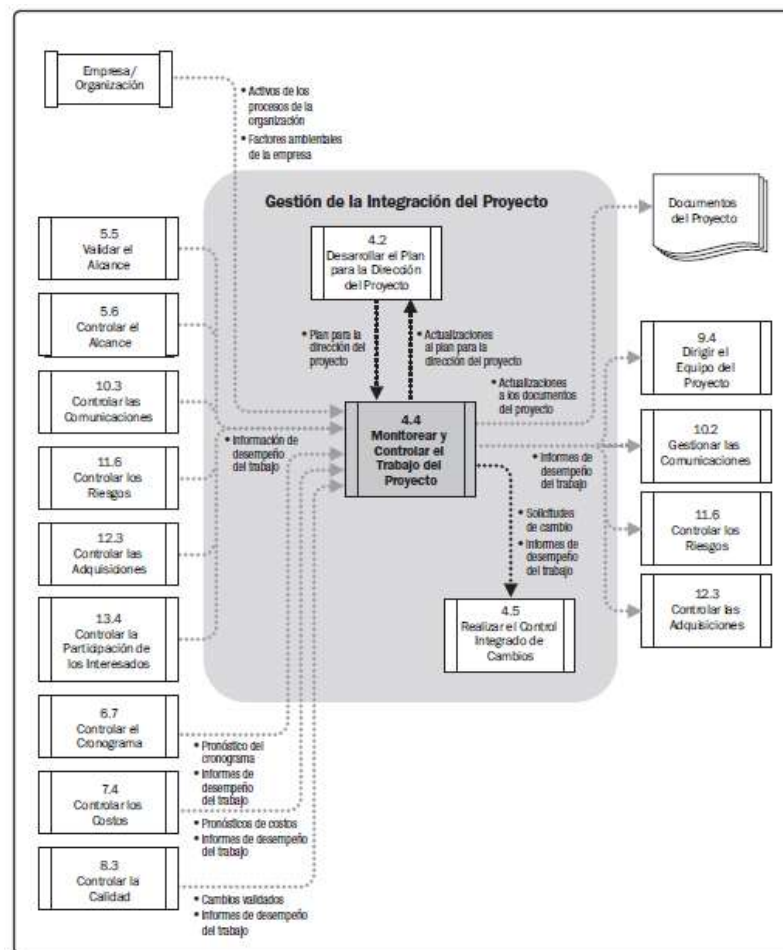 Empresa/
Organización
• Activos de los
procesos de la
organización
• Factores ambientales
de la empresa
Gestión de la Integración del Proyecto
Documentos
del Proyecto
4.2
Desarrollar el Plan
para la Dirección
del Proyecto
5.5
Validar el
Alcance
5.6
Controlar el
Alcance
10.3
Controlar las
Comunicaciones
11.6
Controlar los
Riesgos
12.3
Controlar las
Adquisiciones
13.4
Controlar la
Participación de
los Interesados
6.7
Controlar el
Cronograma
7.4
Controlar los
Costos
8.3
Controlar la
Calidad
• Plan para la
dirección del
proyecto
• Actualizaciones
al plan para la
dirección del proyecto
• Actualizaciones
a los documentos
del proyecto
• Información de
desempeño
del trabajo
4.4
Monitorear y
Controlar el
Trabajo del
Proyecto
• Informes de
desempeño
del trabajo
• Solicitudes
de cambio
• Informes de
desempeño
del trabajo
4.5
Realizar el Control
Integrado de
Cambios
9.4
Dirigir el
Equipo del
Proyecto
10.2
Gestionar las
Comunicaciones
11.6
Controlar los
Riesgos
12.3
Controlar las
Adquisiciones
• Pronóstico del
cronograma
• Informes de
desempeño
del trabajo
• Pronósticos de costos
• Informes de desempeño
del trabajo
• Cambios validados
• Informes de desempeño
del trabajo